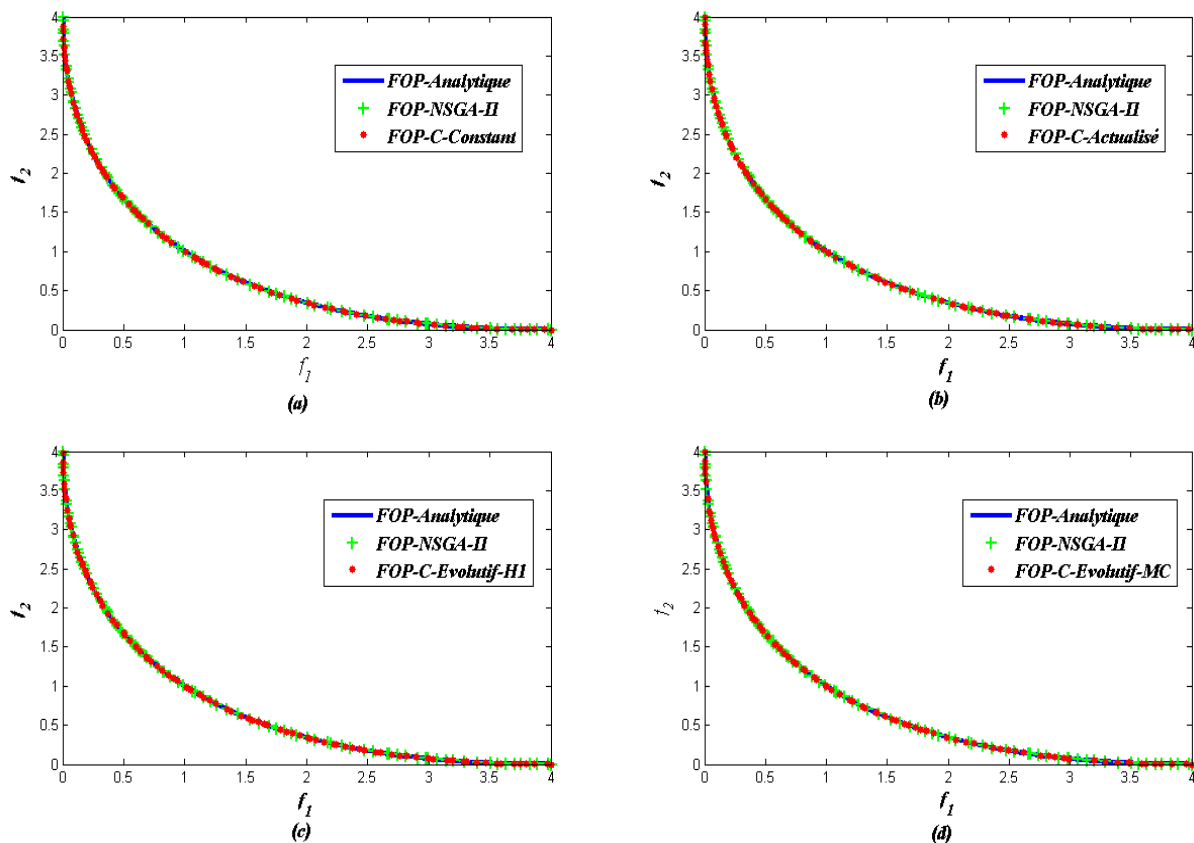 4
3.5
3
2.5
2
1.5
1
0.5
0
f2
FOP-Analytique
FOP-NSGA-II
FOP-C-Constant
0 0.5 1 1.5 2 2.5 3 3.5 4
f1
(a)
4
3.5
3
2.5
2
1.5
1
0.5
0
f2
FOP-Analytique
FOP-NSGA-II
FOP-C-Actualisé
0 0.5 1 1.5 2 2.5 3 3.5 4
f1
(b)
4
3.5
3
2.5
2
1.5
1
0.5
0
f2
FOP-Analytique
FOP-NSGA-II
FOP-C-Evolutif-H1
0 0.5 1 1.5 2 2.5 3 3.5 4
f1
(c)
4
3.5
3
2.5
2
1.5
1
0.5
0
f2
FOP-Analytique
FOP-NSGA-II
FOP-C-Evolutif-MC
0 0.5 1 1.5 2 2.5 3 3.5 4
f1
(d)